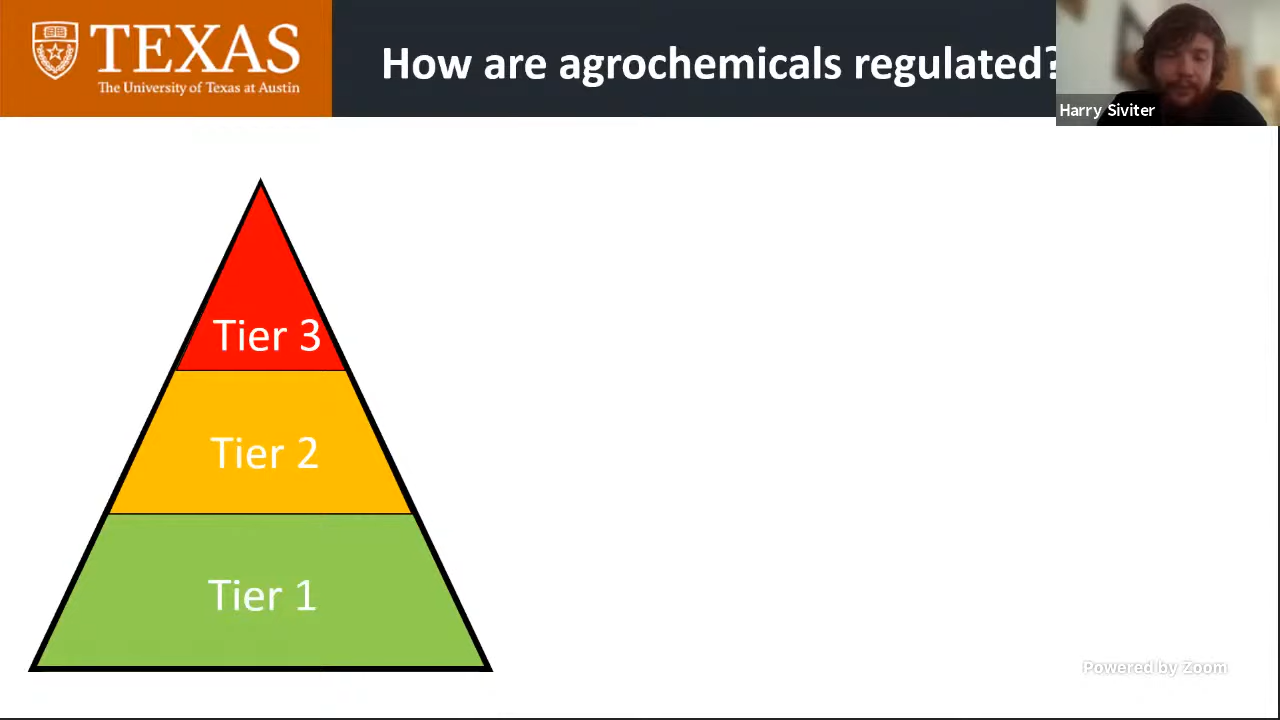 TEXAS
The University of Texas at Austin
How are agrochemicals regulated?
Harry Siviter
Tier 3
Tier 2
Tier 1
Powered by Zoom